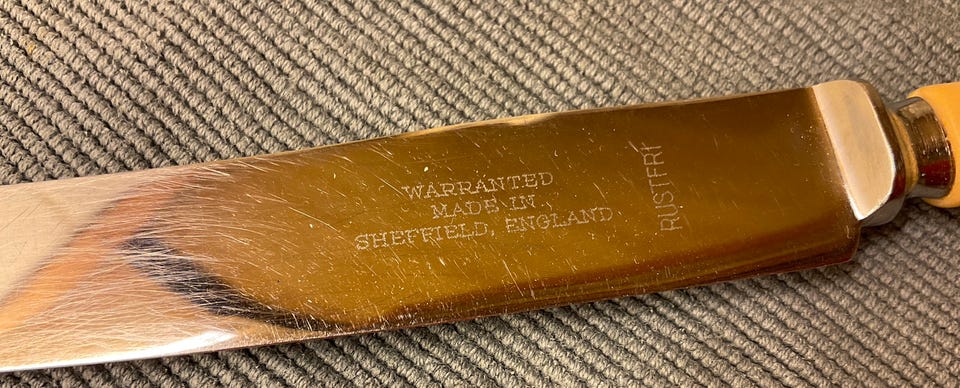 WARRANTED
MADE IN
SHEFFIELD, ENGLAND
RUSTFRI